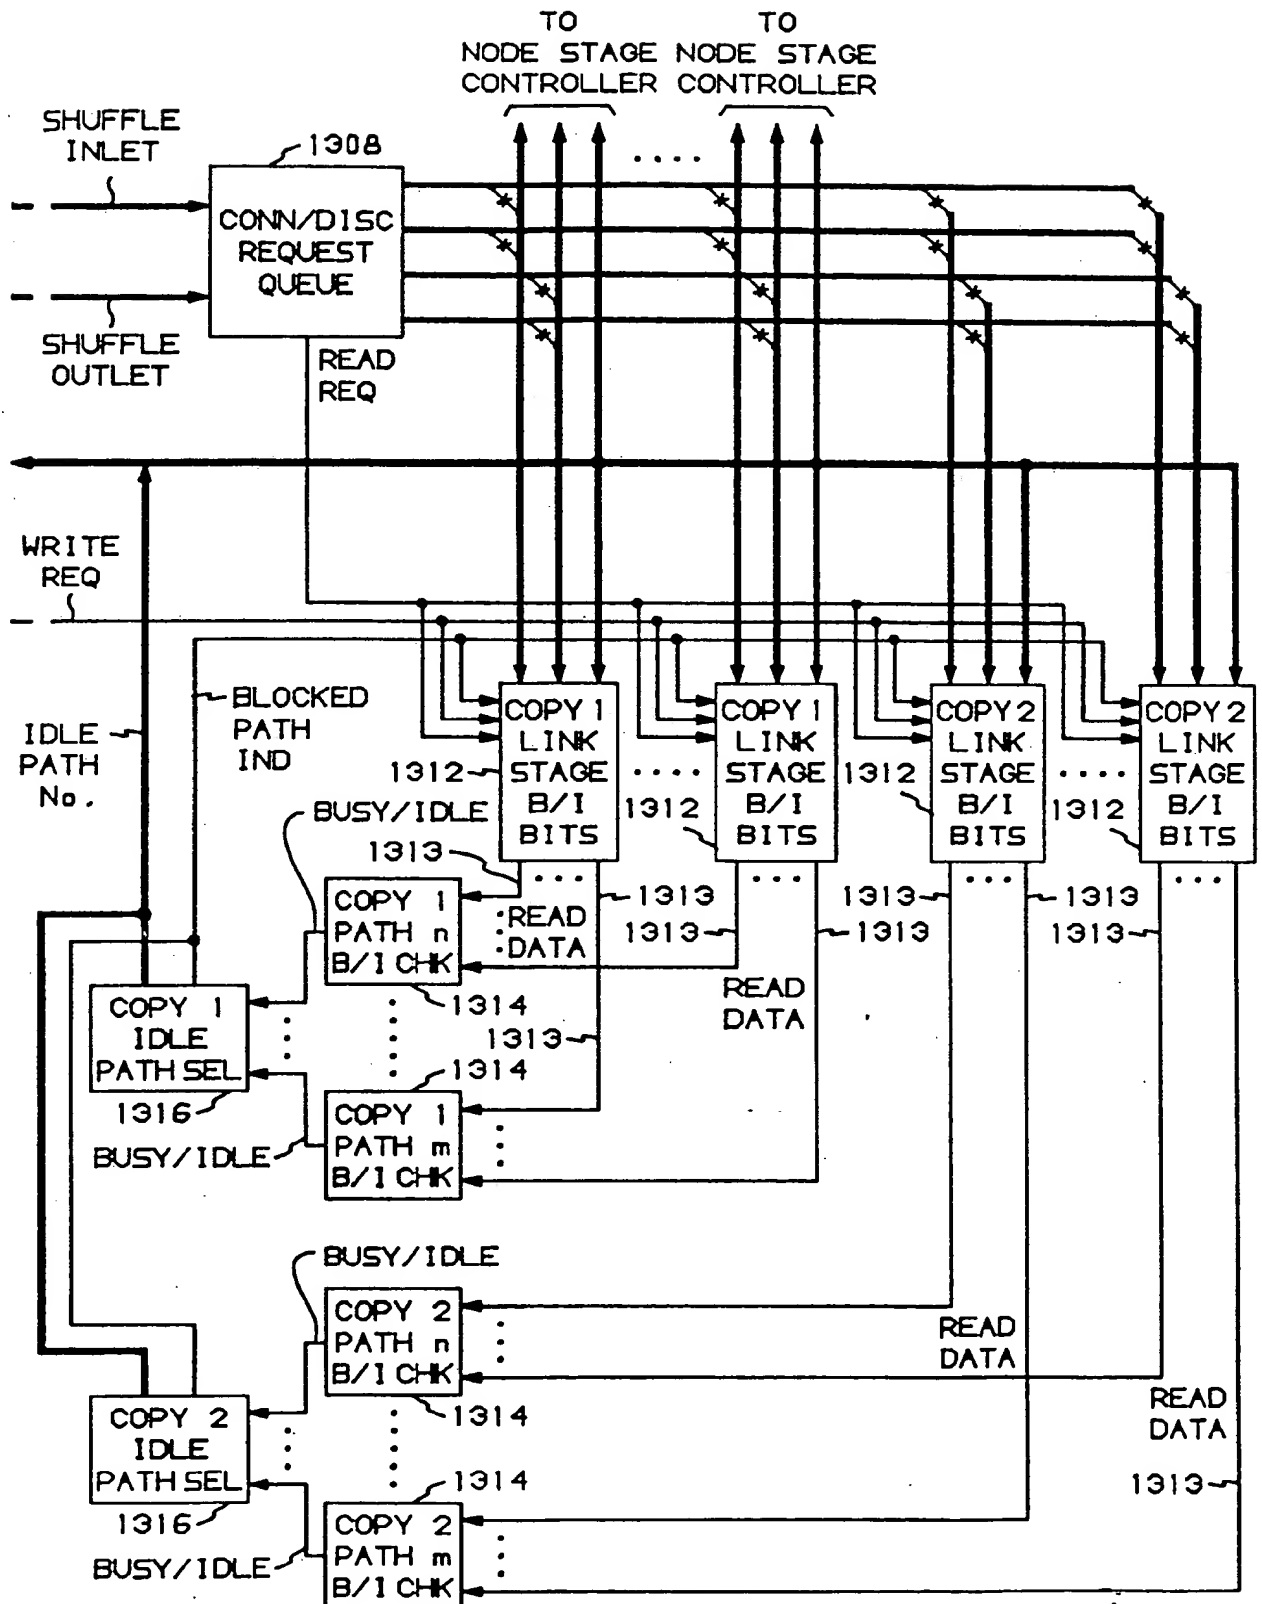 TO
NODE STAGE
CONTROLLER
TO
NODE STAGE
CONTROLLER
SHUFFLE
INLET
1308
CONN/DISC
REQUEST
QUEUE
SHUFFLE
OUTLET
READ
REQ
WRITE
REQ
BLOCKED
PATH
IND
IDLE
PATH
No.
COPY 1
LINK
STAGE
B/I
BITS
1312
COPY 1
LINK
STAGE
B/I
BITS
1312
COPY 2
LINK
STAGE
B/I
BITS
1312
COPY 2
LINK
STAGE
B/I
BITS
1312
BUSY/IDLE
1313
1313
1313
1313
1313
1313
1313
COPY 1
PATH n
B/I CHK
READ
DATA
READ
DATA
1314
1313
COPY 1
IDLE
PATH SEL
1316
1314
COPY 1
PATH m
B/I CHK
BUSY/IDLE
BUSY/IDLE
COPY 2
PATH n
B/I CHK
READ
DATA
1314
READ
DATA
COPY 2
IDLE
PATH SEL
1316
1314
1313
COPY 2
PATH m
B/I CHK
BUSY/IDLE